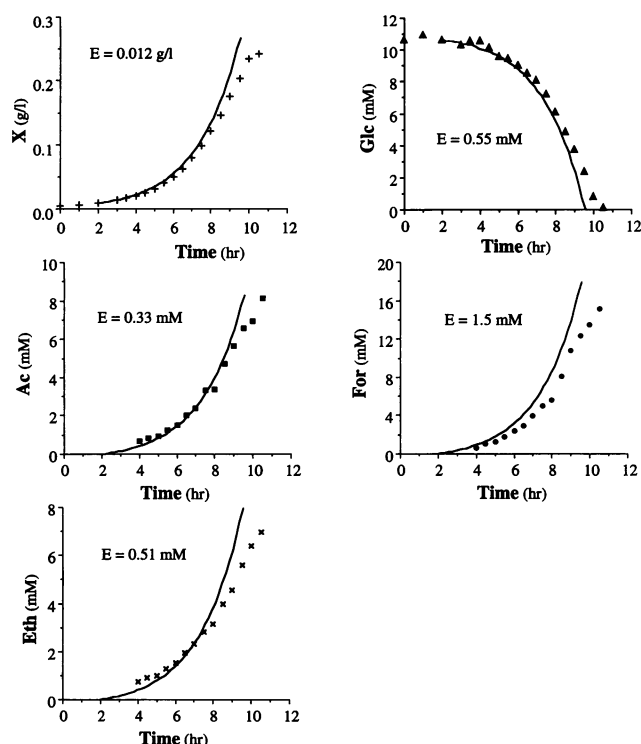 0.3
0.2
0.1
0.0
X (g/l)
E = 0.012 g/l
0 2 4 6 8 10 12
Time (hr)
12
10
8
6
4
2
0
Glc (mM)
E = 0.55 mM
0 2 4 6 8 10 12
Time (hr)
10
8
6
4
2
0
Ac (mM)
E = 0.33 mM
0 2 4 6 8 10 12
Time (hr)
20
16
12
8
4
0
For (mM)
E = 1.5 mM
0 2 4 6 8 10 12
Time (hr)
8
6
4
2
0
Eth (mM)
E = 0.51 mM
0 2 4 6 8 10 12
Time (hr)